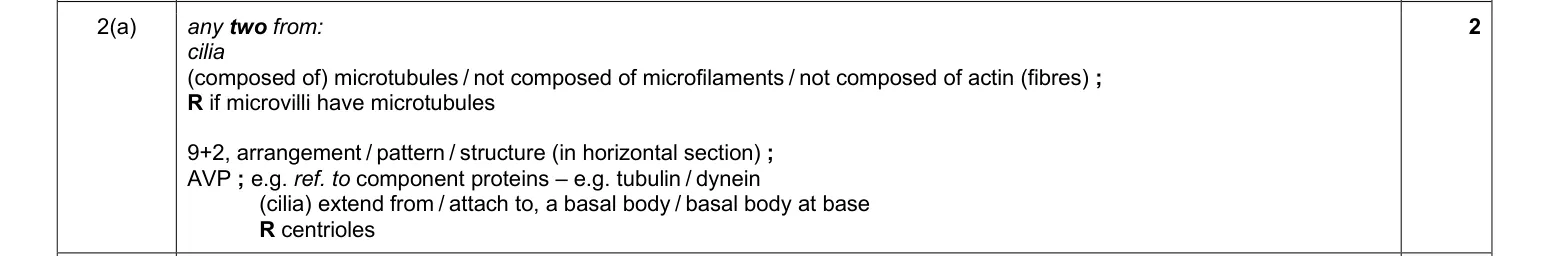 2(a)
any two from:
2
cilia
(composed of) microtubules / not composed of microfilaments / not composed of actin (fibres) ;
R if microvilli have microtubules
9+2, arrangement / pattern / structure (in horizontal section) ;
AVP ; e.g. ref. to component proteins – e.g. tubulin / dynein
(cilia) extend from / attach to, a basal body / basal body at base
R centrioles